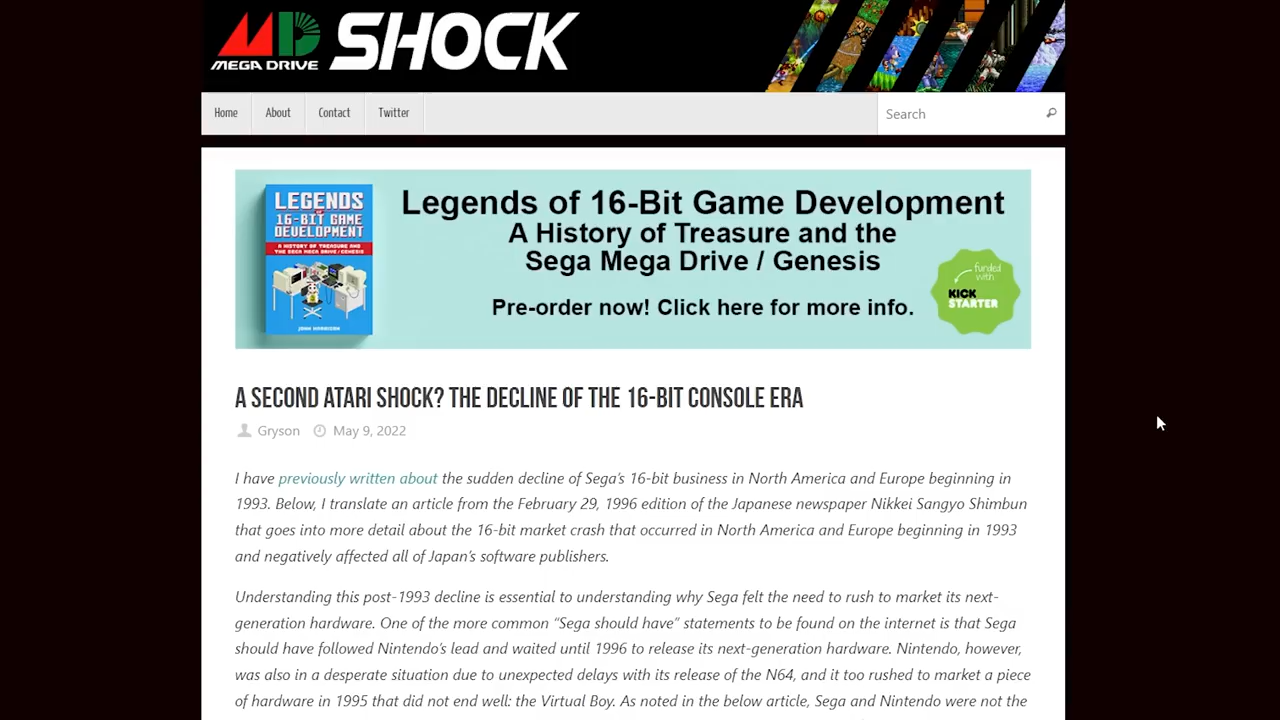 MEGA DRIVE SHOCK
Home About Contact Twitter Search
LEGENDS
OF
16-BIT GAME
DEVELOPMENT
A HISTORY OF TREASURE AND
THE SEGA MEGA DRIVE / GENESIS
JOHN HARRISON
Legends of 16-Bit Game Development
A History of Treasure and the
Sega Mega Drive / Genesis
Pre-order now! Click here for more info.
funded
with
KICK
STARTER
A SECOND ATARI SHOCK? THE DECLINE OF THE 16-BIT CONSOLE ERA
Gryson May 9, 2022
I have previously written about the sudden decline of Sega’s 16-bit business in North America and Europe beginning in
1993. Below, I translate an article from the February 29, 1996 edition of the Japanese newspaper Nikkei Sangyo Shimbun
that goes into more detail about the 16-bit market crash that occurred in North America and Europe beginning in 1993
and negatively affected all of Japan’s software publishers.
Understanding this post-1993 decline is essential to understanding why Sega felt the need to rush to market its next-
generation hardware. One of the more common “Sega should have” statements to be found on the internet is that Sega
should have followed Nintendo’s lead and waited until 1996 to release its next-generation hardware. Nintendo, however,
was also in a desperate situation due to unexpected delays with its release of the N64, and it too rushed to market a piece
of hardware in 1995 that did not end well: the Virtual Boy. As noted in the below article, Sega and Nintendo were not the